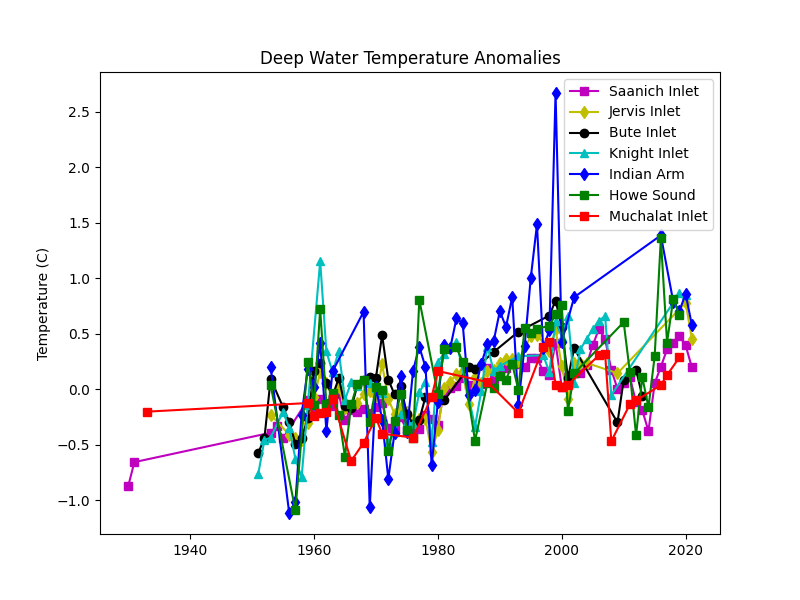 Deep Water Temperature Anomalies
Temperature (C)
2.5
2.0
1.5
1.0
0.5
0.0
−0.5
−1.0
1940
1960
1980
2000
2020
Saanich Inlet
Jervis Inlet
Bute Inlet
Knight Inlet
Indian Arm
Howe Sound
Muchalat Inlet